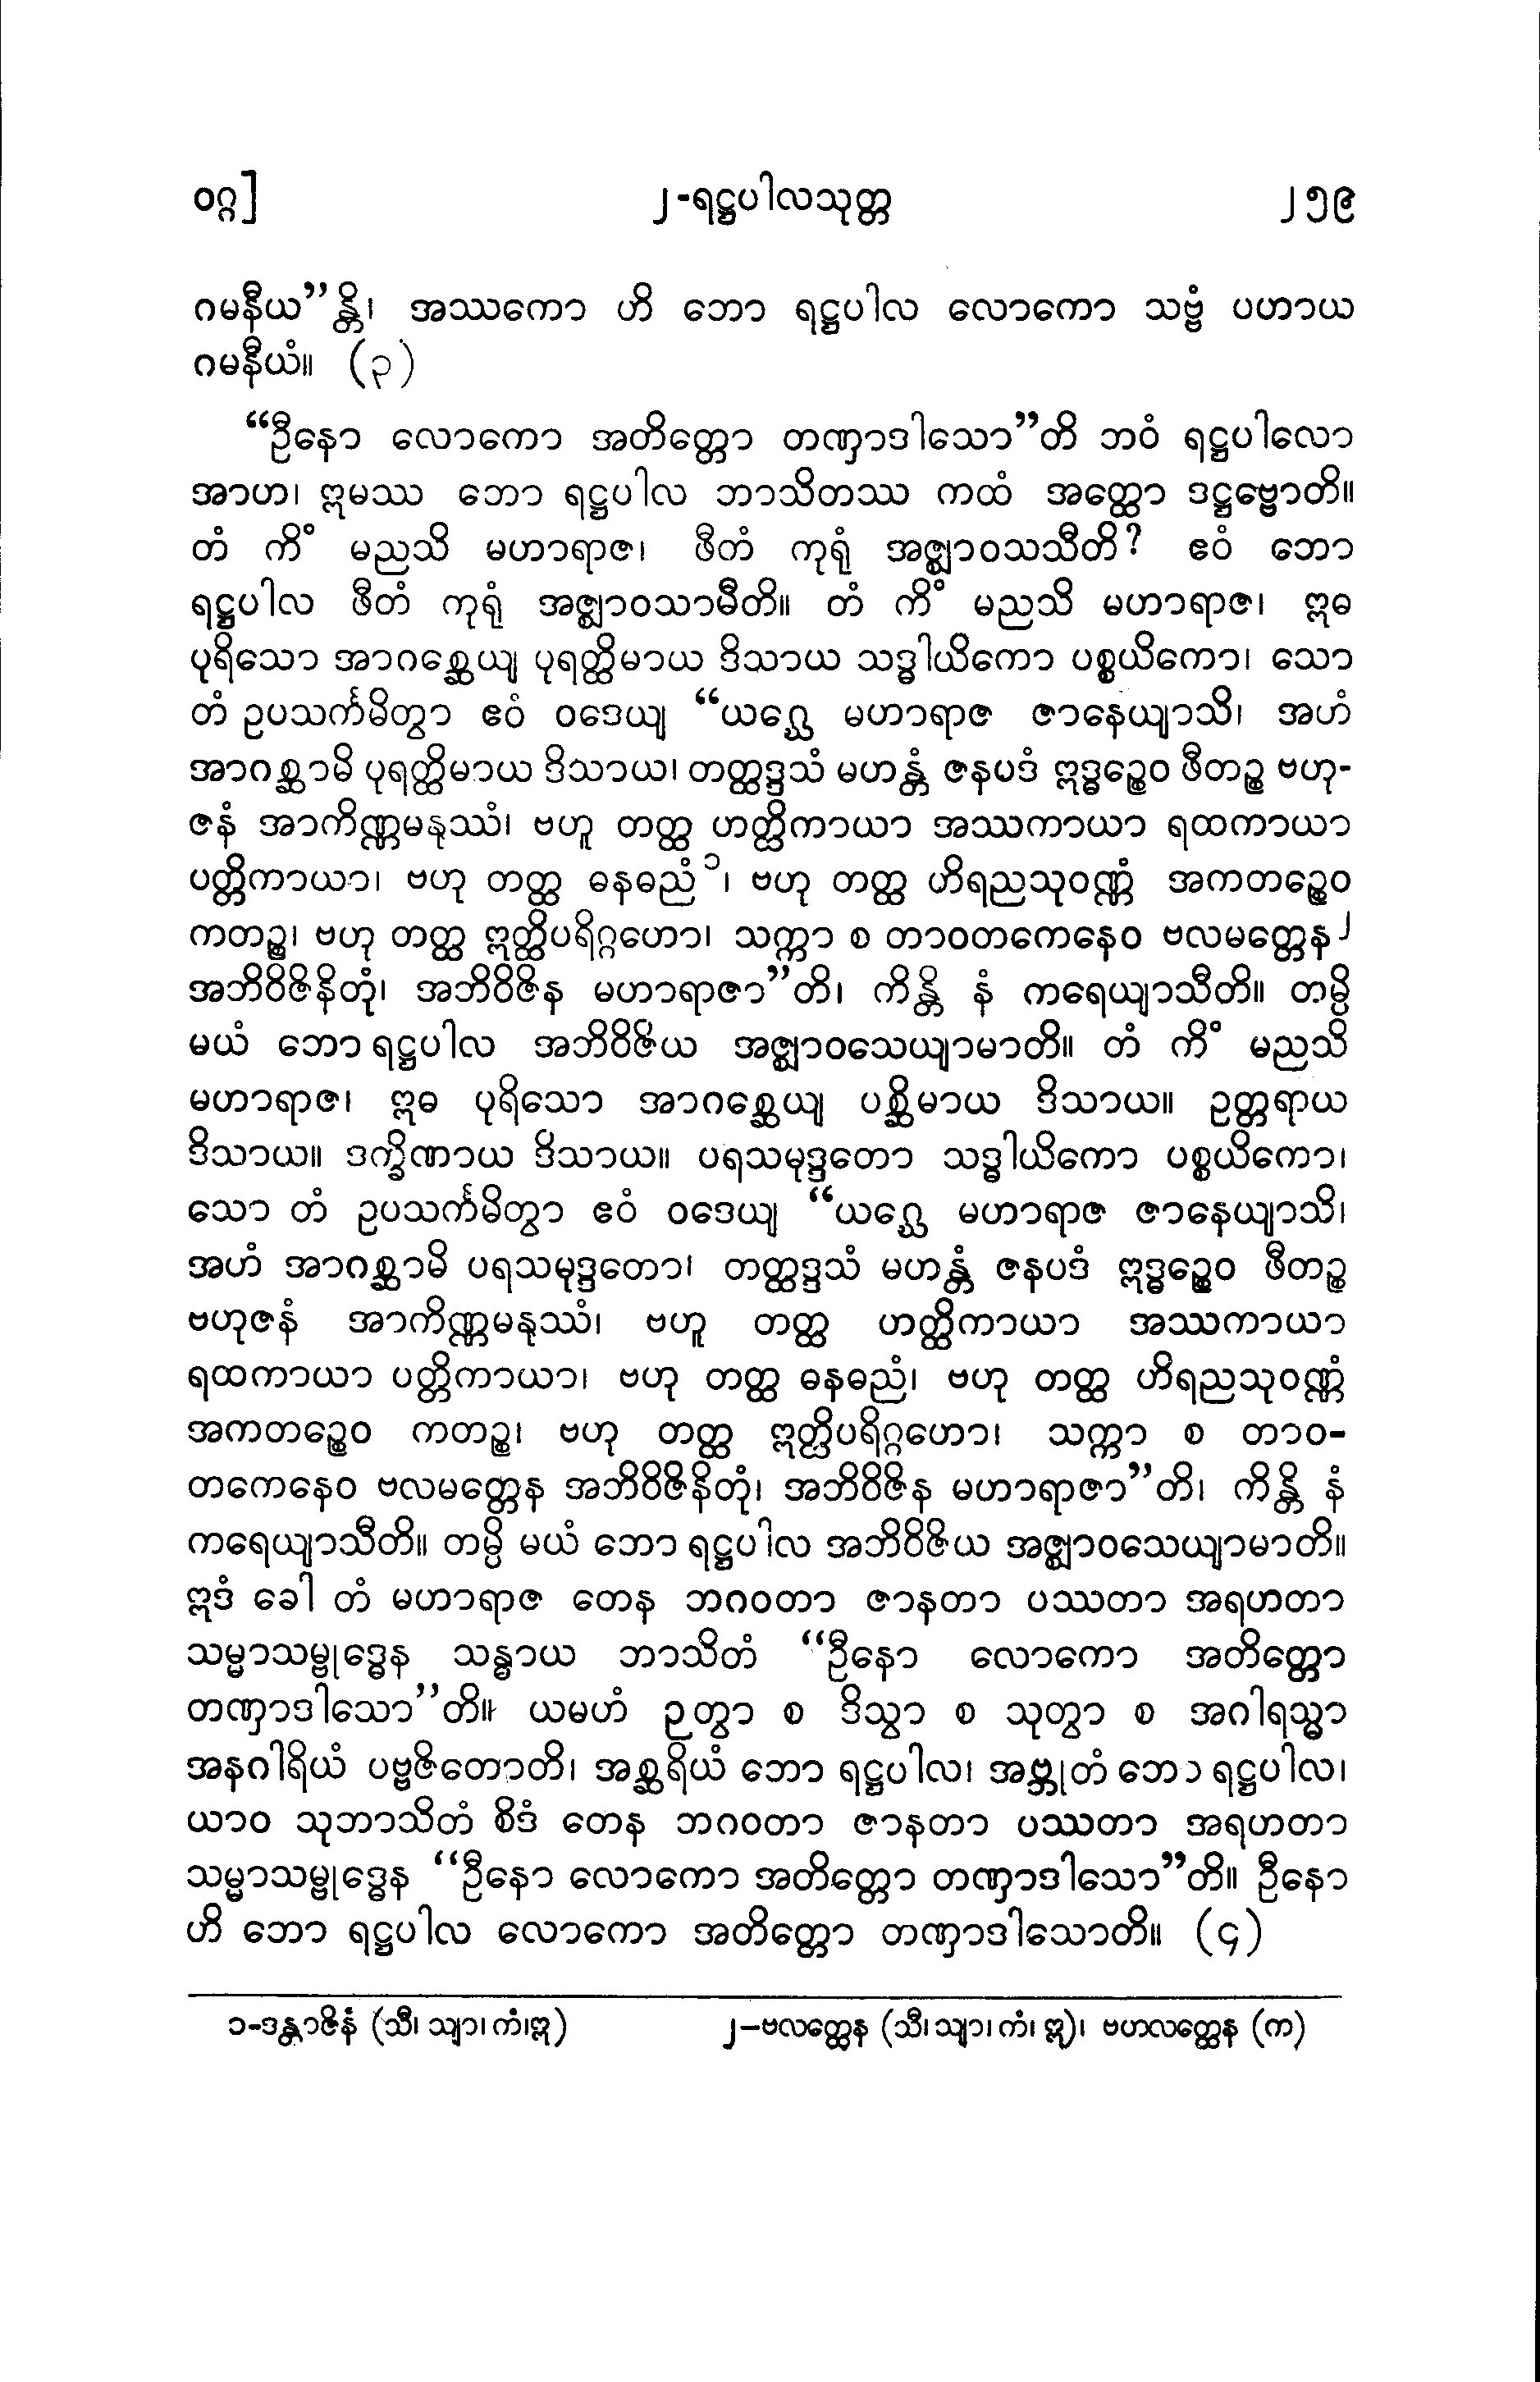 ဝဂ္ဂ] ၂-ရဋ္ဌပါလသုတ္တ ၂၅၉
ဂမနီယ”န္တိ၊ အဿကော ဟိ ဘော ရဋ္ဌပါလ လောကော သဗ္ဗံ ပဟာယ
ဂမနီယံ။ (၃)
“ဦနော လောကော အတိတ္တော တဏှာဒါသော”တိ ဘဝံ ရဋ္ဌပါလော
အာဟ၊ ဣမဿ ဘော ရဋ္ဌပါလ ဘာသိတဿ ကထံ အတ္ထော ဒဋ္ဌဗ္ဗောတိ။
တံ ကိံ မညသိ မဟာရာဇ၊ ဖီတံ ကုရုံ အဇ္ဈာဝသသီတိ? ဧဝံ ဘော
ရဋ္ဌပါလ ဖီတံ ကုရုံ အဇ္ဈာဝသာမီတိ။ တံ ကိံ မညသိ မဟာရာဇ၊ ဣဓ
ပုရိသော အာဂစ္ဆေယျ ပုရတ္ထိမာယ ဒိသာယ သဒ္ဓါယိကော ပစ္စယိကော၊ သော
တံ ဥပသင်္ကမိတွာ ဧဝံ ဝဒေယျ “ယဂ္ဃေ မဟာရာဇ ဇာနေယျာသိ၊ အဟံ
အာဂစ္ဆာမိ ပုရတ္ထိမာယ ဒိသာယ၊ တတ္ထဒ္ဒသံ မဟန္တံ ဇနပဒံ ဣဒ္ဓဉ္စေဝ ဖီတဉ္စ ဗဟု-
ဇနံ အာကိဏ္ဏမနုဿံ၊ ဗဟူ တတ္ထ ဟတ္ထိကာယာ အဿကာယာ ရထကာယာ
ပတ္တိကာယာ၊ ဗဟု တတ္ထ ဓနဓညံ၁၊ ဗဟု တတ္ထ ဟိရညသုဝဏ္ဏံ အကတဉ္စေဝ
ကတဉ္စ၊ ဗဟု တတ္ထ ဣတ္ထိပရိဂ္ဂဟော၊ သက္ကာ စ တာဝတကေနေဝ ဗလမတ္တေန၂
အဘိဝိဇိနိတုံ၊ အဘိဝိဇိန မဟာရာဇာ”တိ၊ ကိန္တိ နံ ကရေယျာသီတိ။ တမ္ပိ
မယံ ဘော ရဋ္ဌပါလ အဘိဝိဇိယ အဇ္ဈာဝသေယျာမာတိ။ တံ ကိံ မညသိ
မဟာရာဇ၊ ဣဓ ပုရိသော အာဂစ္ဆေယျ ပစ္ဆိမာယ ဒိသာယ။ ဥတ္တရာယ
ဒိသာယ။ ဒက္ခိဏာယ ဒိသာယ။ ပရသမုဒ္ဒတော သဒ္ဓါယိကော ပစ္စယိကော၊
သော တံ ဥပသင်္ကမိတွာ ဧဝံ ဝဒေယျ “ယဂ္ဃေ မဟာရာဇ ဇာနေယျာသိ၊
အဟံ အာဂစ္ဆာမိ ပရသမုဒ္ဒတော၊ တတ္ထဒ္ဒသံ မဟန္တံ ဇနပဒံ ဣဒ္ဓဉ္စေဝ ဖီတဉ္စ
ဗဟုဇနံ အာကိဏ္ဏမနုဿံ၊ ဗဟူ တတ္ထ ဟတ္ထိကာယာ အဿကာယာ
ရထကာယာ ပတ္တိကာယာ၊ ဗဟု တတ္ထ ဓနဓညံ၊ ဗဟု တတ္ထ ဟိရညသုဝဏ္ဏံ
အကတဉ္စေဝ ကတဉ္စ၊ ဗဟု တတ္ထ ဣတ္ထိပရိဂ္ဂဟော၊ သက္ကာ စ တာဝ-
တကေနေဝ ဗလမတ္တေန အဘိဝိဇိနိတုံ၊ အဘိဝိဇိန မဟာရာဇာ”တိ၊ ကိန္တိ နံ
ကရေယျာသီတိ။ တမ္ပိ မယံ ဘော ရဋ္ဌပါလ အဘိဝိဇိယ အဇ္ဈာဝသေယျာမာတိ။
ဣဒံ ခေါ တံ မဟာရာဇ တေန ဘဂဝတာ ဇာနတာ ပဿတာ အရဟတာ
သမ္မာသမ္ဗုဒ္ဓေန သန္ဓာယ ဘာသိတံ “ဦနော လောကော အတိတ္တော
တဏှာဒါသော”တိ။ ယမဟံ ဉတွာ စ ဒိသွာ စ သုတွာ စ အဂါရသ္မာ
အနဂါရိယံ ပဗ္ဗဇိတောတိ၊ အစ္ဆရိယံ ဘော ရဋ္ဌပါလ၊ အဗ္ဘုတံ ဘော ရဋ္ဌပါလ၊
ယာဝ သုဘာသိတံ စိဒံ တေန ဘဂဝတာ ဇာနတာ ပဿတာ အရဟတာ
သမ္မာသမ္ဗုဒ္ဓေန “ဦနော လောကော အတိတ္တော တဏှာဒါသော”တိ။ ဦနော
ဟိ ဘော ရဋ္ဌပါလ လောကော အတိတ္တော တဏှာဒါသောတိ။ (၄)
၁-ဒန္တာဇိနံ (သီ၊ သျာ၊ ကံ၊ဣ) ၂-ဗလတ္ထေန (သီ၊ သျာ၊ ကံ၊ ဣ)၊ ဗဟလတ္ထေန (က)